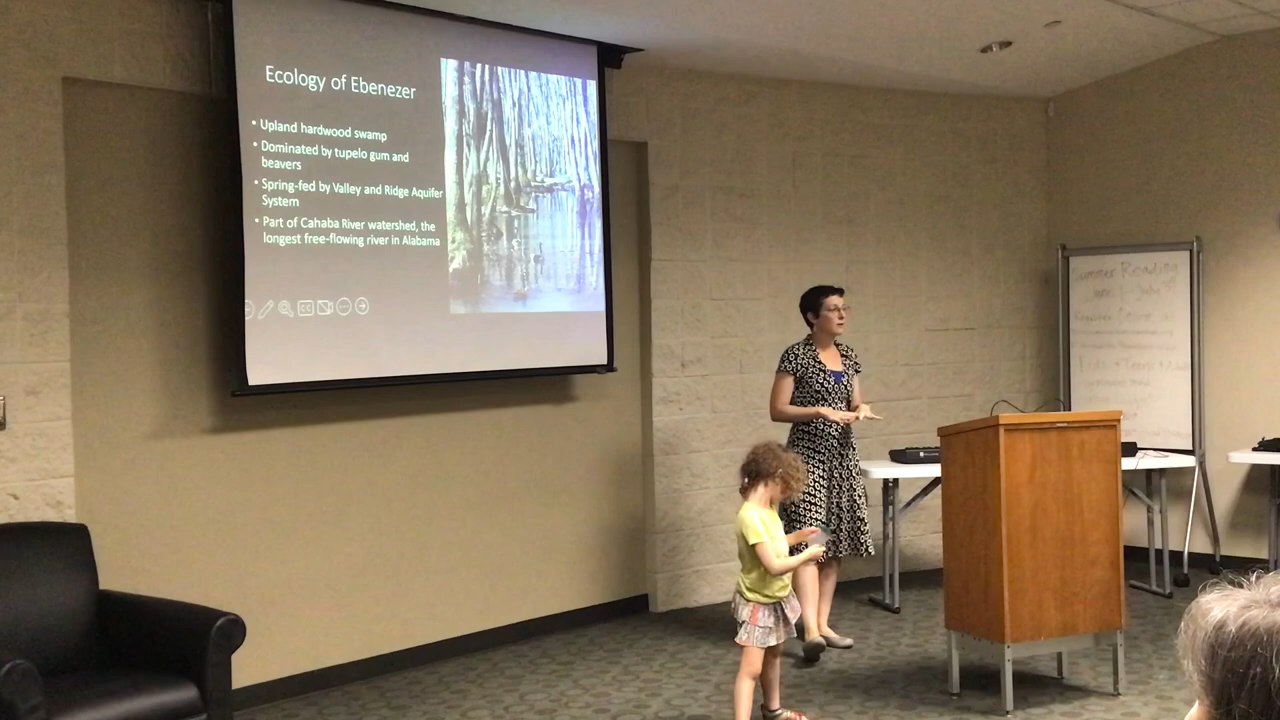 Ecology of Ebenezer
• Upland hardwood swamp
• Dominated by tupelo gum and
beavers
• Spring-fed by Valley and Ridge Aquifer
System
• Part of Cahaba River watershed, the
longest free-flowing river in Alabama
CC
Summer Reading